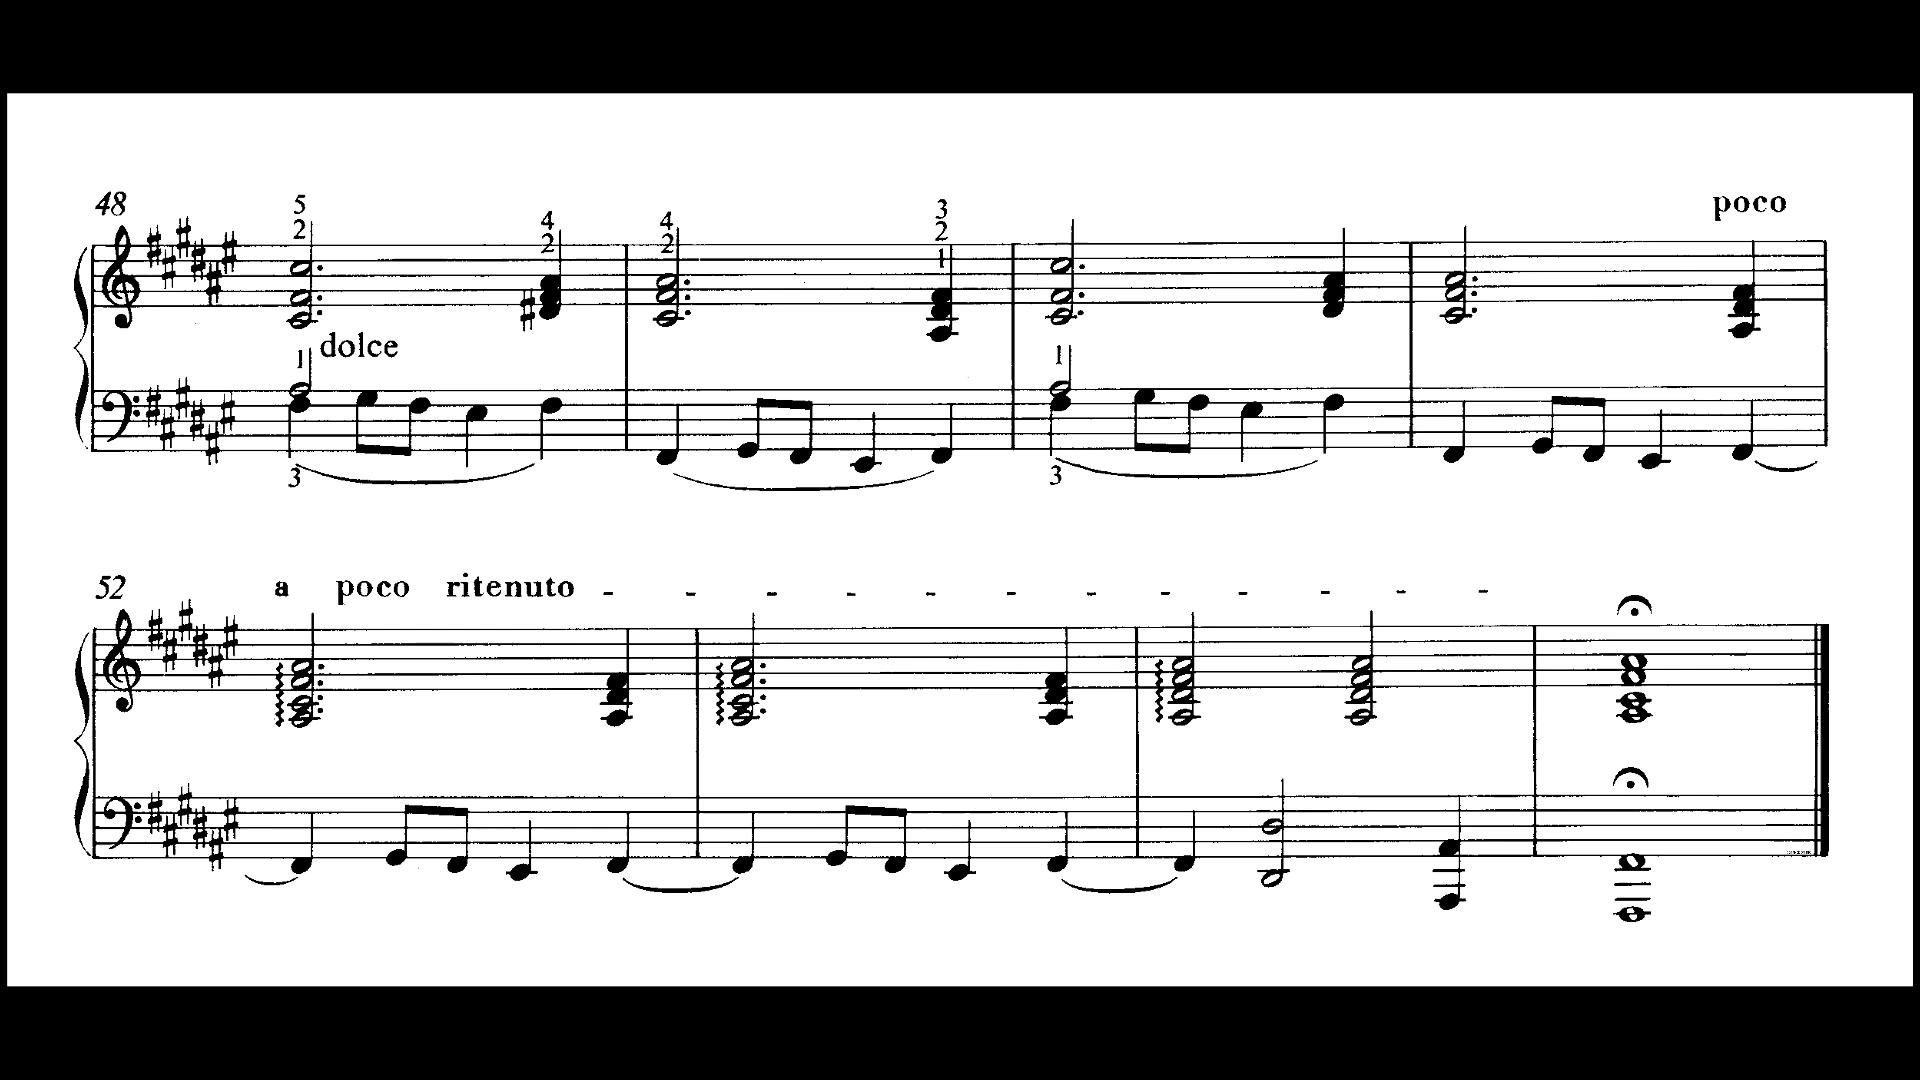 48 5 2 4 2 4 2 3 2 1 poco
dolce
1 1
3 3
52 a poco ritenuto - - - - - - - - - - - -